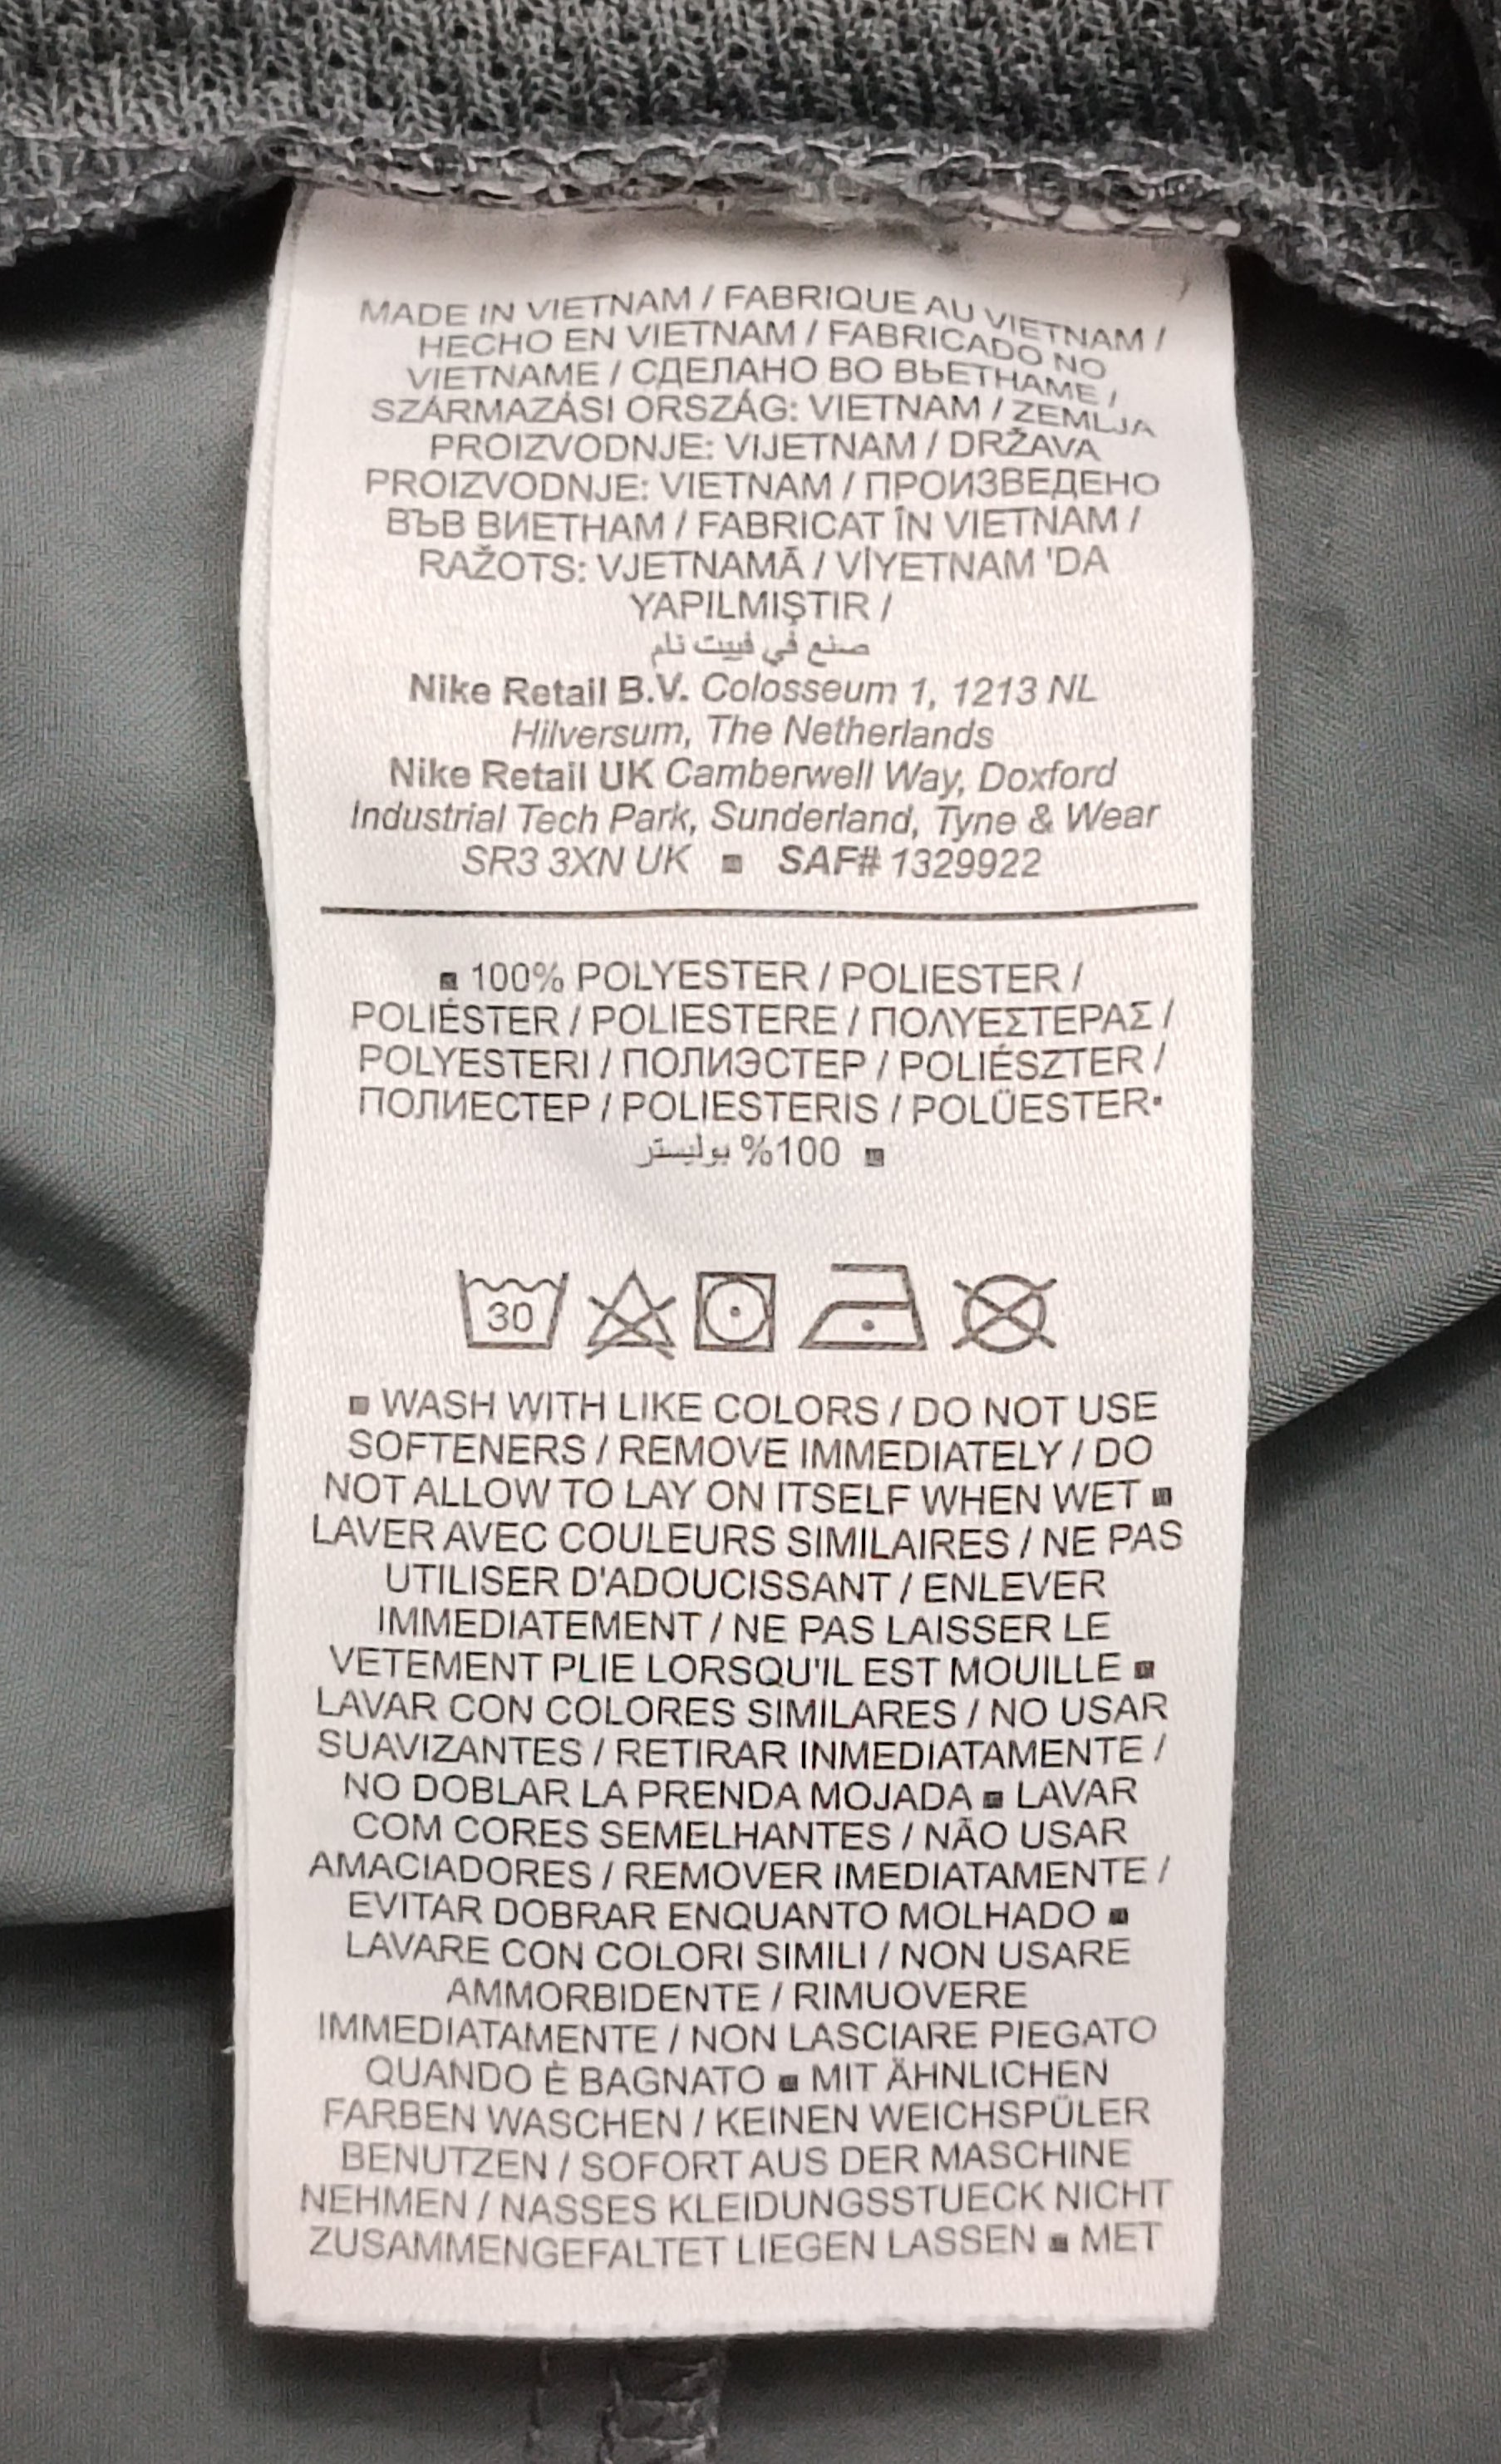 MADE IN VIETNAM / FABRIQUE AU VIETNAM /
HECHO EN VIETNAM / FABRICADO NO
VIETNAME / СДЕЛАНО ВО ВЬЕТНАМЕ /
SZÁRMAZÁSI ORSZÁG: VIETNAM / ZEMLJA
PROIZVODNJE: VIJETNAM / DRŽAVA
PROIZVODNJE: VIETNAM / ПРОИЗВЕДЕНО
ВЪВ ВИЕТНАМ / FABRICAT ÎN VIETNAM /
RAŽOTS: VJETNAMĀ / VİYETNAM 'DA
YAPILMIŞTIR /
صنع في فييت نام
Nike Retail B.V. Colosseum 1, 1213 NL
Hilversum, The Netherlands
Nike Retail UK Camberwell Way, Doxford
Industrial Tech Park, Sunderland, Tyne & Wear
SR3 3XN UK ■ SAF# 1329922
■ 100% POLYESTER / POLIESTER /
POLIÉSTER / POLIESTERE / ΠΟΛΥΕΣΤΕΡΑΣ /
POLYESTERI / ПОЛИЭСТЕР / POLIÉSZTER /
ПОЛИЕСТЕР / POLIESTERIS / POLÜESTER•
100% بوليستر ■
30
■ WASH WITH LIKE COLORS / DO NOT USE
SOFTENERS / REMOVE IMMEDIATELY / DO
NOT ALLOW TO LAY ON ITSELF WHEN WET ■
LAVER AVEC COULEURS SIMILAIRES / NE PAS
UTILISER D'ADOUCISSANT / ENLEVER
IMMEDIATEMENT / NE PAS LAISSER LE
VETEMENT PLIE LORSQU'IL EST MOUILLE ■
LAVAR CON COLORES SIMILARES / NO USAR
SUAVIZANTES / RETIRAR INMEDIATAMENTE /
NO DOBLAR LA PRENDA MOJADA ■ LAVAR
COM CORES SEMELHANTES / NÃO USAR
AMACIADORES / REMOVER IMEDIATAMENTE /
EVITAR DOBRAR ENQUANTO MOLHADO ■
LAVARE CON COLORI SIMILI / NON USARE
AMMORBIDENTE / RIMUOVERE
IMMEDIATAMENTE / NON LASCIARE PIEGATO
QUANDO È BAGNATO ■ MIT ÄHNLICHEN
FARBEN WASCHEN / KEINEN WEICHSPÜLER
BENUTZEN / SOFORT AUS DER MASCHINE
NEHMEN / NASSES KLEIDUNGSSTUECK NICHT
ZUSAMMENGEFALTET LIEGEN LASSEN ■ MET